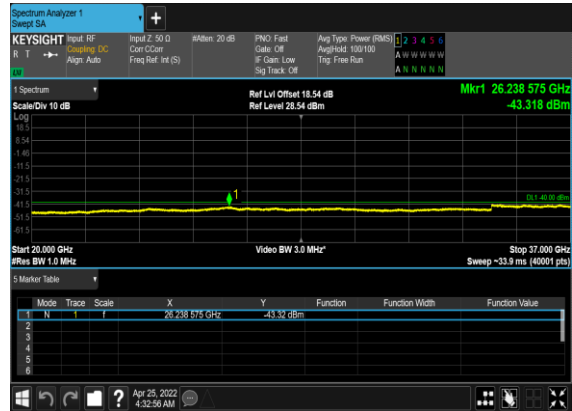 Spectrum Analyzer 1
Swept SA
+
KEYSIGHT Input: RF Input Z: 50 Ω #Atten: 20 dB PNO: Fast Avg Type: Power (RMS) 1 2 3 4 5 6
R T Coupling: DC Corr CCorr Gate: Off Avg|Hold: 100/100 A W W W W W
Align: Auto Freq Ref: Int (S) IF Gain: Low Trig: Free Run
Sig Track: Off A N N N N N
1 Spectrum Ref Lvl Offset 18.54 dB Mkr1 26.238 575 GHz
Scale/Div 10 dB Ref Level 28.54 dBm -43.318 dBm
Log
18.5
8.54
-1.46
-11.5
-21.5
-31.5 1 DL1 -40.00 dBm
-41.5
-51.5
-61.5
Start 20.000 GHz Video BW 3.0 MHz* Stop 37.000 GHz
#Res BW 1.0 MHz Sweep ~33.9 ms (40001 pts)
5 Marker Table
Mode Trace Scale X Y Function Function Width Function Value
1 N 1 f 26.238 575 GHz -43.32 dBm
2
3
4
5
6
? Apr 25, 2022
4:32:56 AM